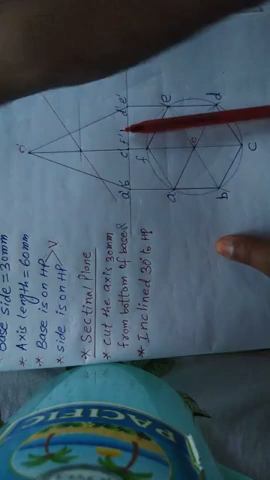 Base side = 30mm
* Axis length = 60mm
* Base is on HP
* side is on HP > V
* Sectinal Plane
* cut the axis 30mm
from bottom of base
* Inclined 30° to HP
o'
a' b' c' f' d' e'
a b c d e f
o
PACIFIC